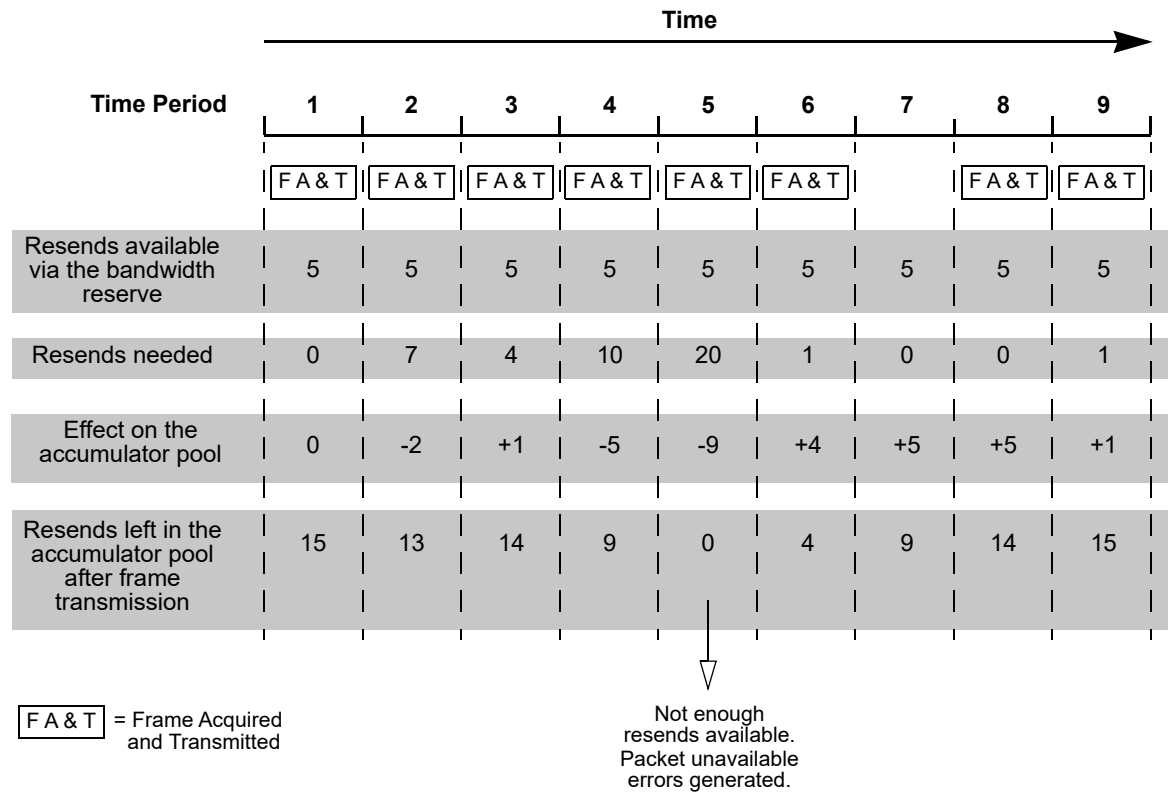 Time
Time Period 1 2 3 4 5 6 7 8 9
F A & T F A & T F A & T F A & T F A & T F A & T F A & T F A & T
Resends available
via the bandwidth
reserve
5 5 5 5 5 5 5 5 5
Resends needed 0 7 4 10 20 1 0 0 1
Effect on the
accumulator pool
0 -2 +1 -5 -9 +4 +5 +5 +1
Resends left in the
accumulator pool
after frame
transmission
15 13 14 9 0 4 9 14 15
F A & T = Frame Acquired
and Transmitted
Not enough
resends available.
Packet unavailable
errors generated.